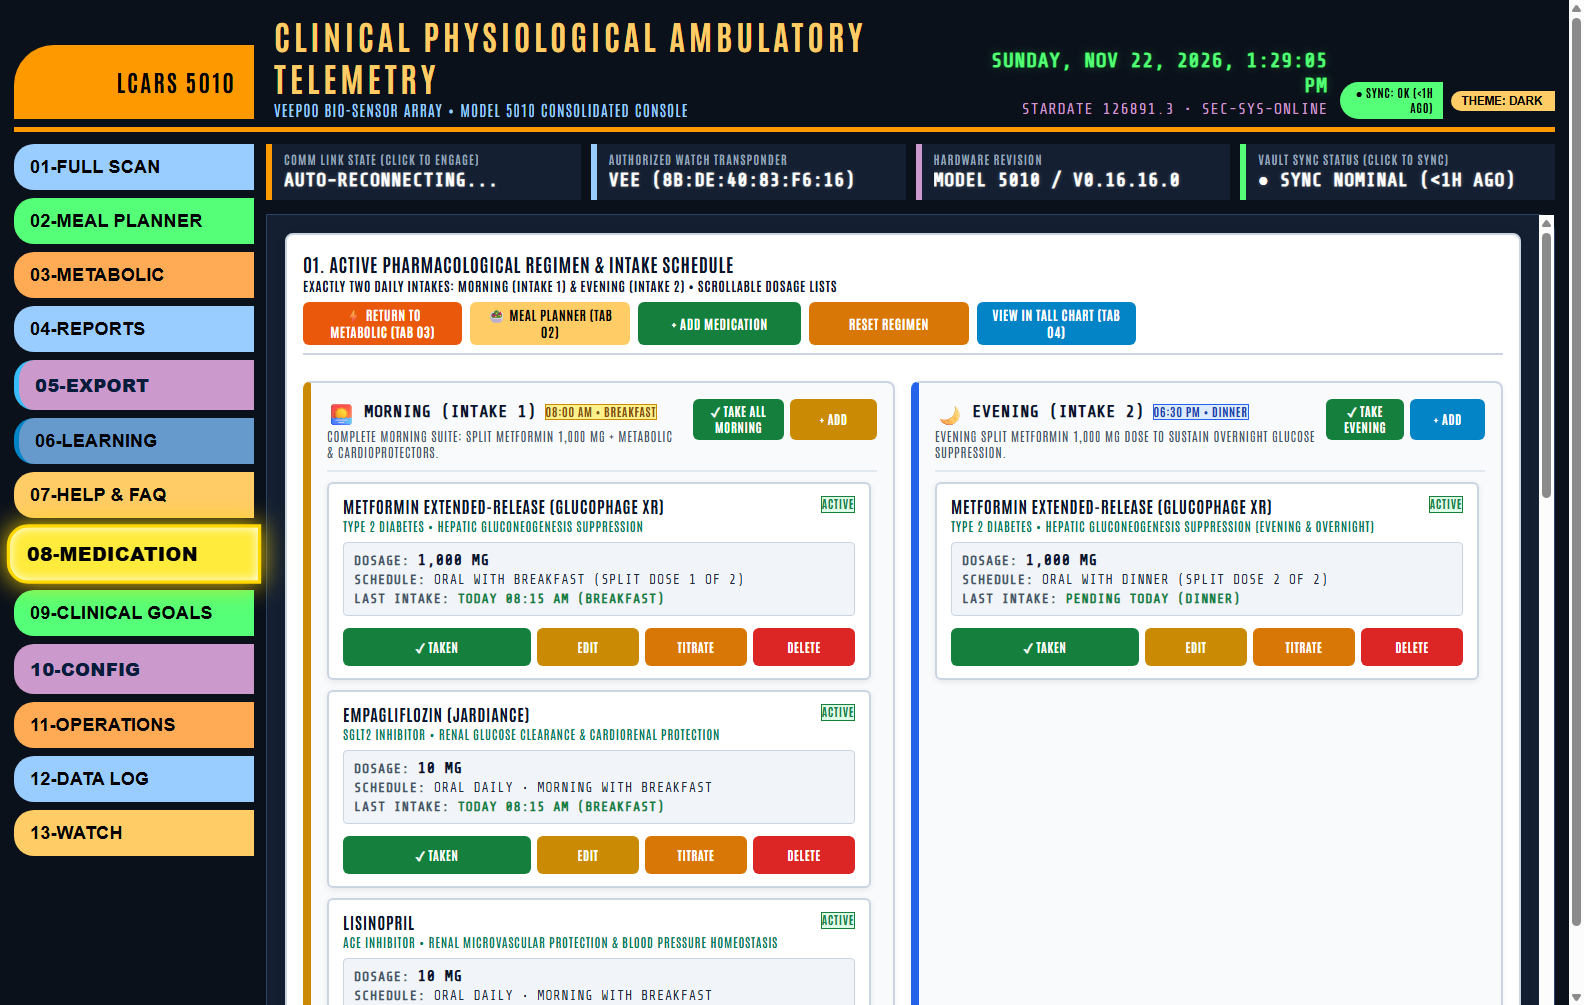 LCARS 5010
CLINICAL PHYSIOLOGICAL AMBULATORY
TELEMETRY
VEEPOO BIO-SENSOR ARRAY • MODEL 5010 CONSOLIDATED CONSOLE
SUNDAY, NOV 22, 2026, 1:29:05
PM
STARDATE 126891.3 · SEC-SYS-ONLINE
● SYNC: OK (<1H
AGO)
THEME: DARK
01-FULL SCAN
02-MEAL PLANNER
03-METABOLIC
04-REPORTS
05-EXPORT
06-LEARNING
07-HELP & FAQ
08-MEDICATION
09-CLINICAL GOALS
10-CONFIG
11-OPERATIONS
12-DATA LOG
13-WATCH
COMM LINK STATE (CLICK TO ENGAGE)
AUTO-RECONNECTING...
AUTHORIZED WATCH TRANSPONDER
VEE (8B:DE:40:83:F6:16)
HARDWARE REVISION
MODEL 5010 / V0.16.16.0
VAULT SYNC STATUS (CLICK TO SYNC)
● SYNC NOMINAL (<1H AGO)
01. ACTIVE PHARMACOLOGICAL REGIMEN & INTAKE SCHEDULE
EXACTLY TWO DAILY INTAKES: MORNING (INTAKE 1) & EVENING (INTAKE 2) • SCROLLABLE DOSAGE LISTS
RETURN TO
METABOLIC (TAB 03)
MEAL PLANNER (TAB
02)
+ ADD MEDICATION
RESET REGIMEN
VIEW IN TALL CHART (TAB
04)
MORNING (INTAKE 1) 08:00 AM • BREAKFAST
COMPLETE MORNING SUITE: SPLIT METFORMIN 1,000 MG + METABOLIC
& CARDIOPROTECTORS.
✓ TAKE ALL
MORNING
+ ADD
METFORMIN EXTENDED-RELEASE (GLUCOPHAGE XR)
ACTIVE
TYPE 2 DIABETES • HEPATIC GLUCONEOGENESIS SUPPRESSION
DOSAGE: 1,000 MG
SCHEDULE: ORAL WITH BREAKFAST (SPLIT DOSE 1 OF 2)
LAST INTAKE: TODAY 08:15 AM (BREAKFAST)
✓ TAKEN
EDIT
TITRATE
DELETE
EMPAGLIFLOZIN (JARDIANCE)
ACTIVE
SGLT2 INHIBITOR • RENAL GLUCOSE CLEARANCE & CARDIORENAL PROTECTION
DOSAGE: 10 MG
SCHEDULE: ORAL DAILY · MORNING WITH BREAKFAST
LAST INTAKE: TODAY 08:15 AM (BREAKFAST)
✓ TAKEN
EDIT
TITRATE
DELETE
LISINOPRIL
ACTIVE
ACE INHIBITOR • RENAL MICROVASCULAR PROTECTION & BLOOD PRESSURE HOMEOSTASIS
DOSAGE: 10 MG
SCHEDULE: ORAL DAILY · MORNING WITH BREAKFAST
EVENING (INTAKE 2) 06:30 PM • DINNER
EVENING SPLIT METFORMIN 1,000 MG DOSE TO SUSTAIN OVERNIGHT GLUCOSE
SUPPRESSION.
✓ TAKE
EVENING
+ ADD
METFORMIN EXTENDED-RELEASE (GLUCOPHAGE XR)
ACTIVE
TYPE 2 DIABETES • HEPATIC GLUCONEOGENESIS SUPPRESSION (EVENING & OVERNIGHT)
DOSAGE: 1,000 MG
SCHEDULE: ORAL WITH DINNER (SPLIT DOSE 2 OF 2)
LAST INTAKE: PENDING TODAY (DINNER)
✓ TAKEN
EDIT
TITRATE
DELETE